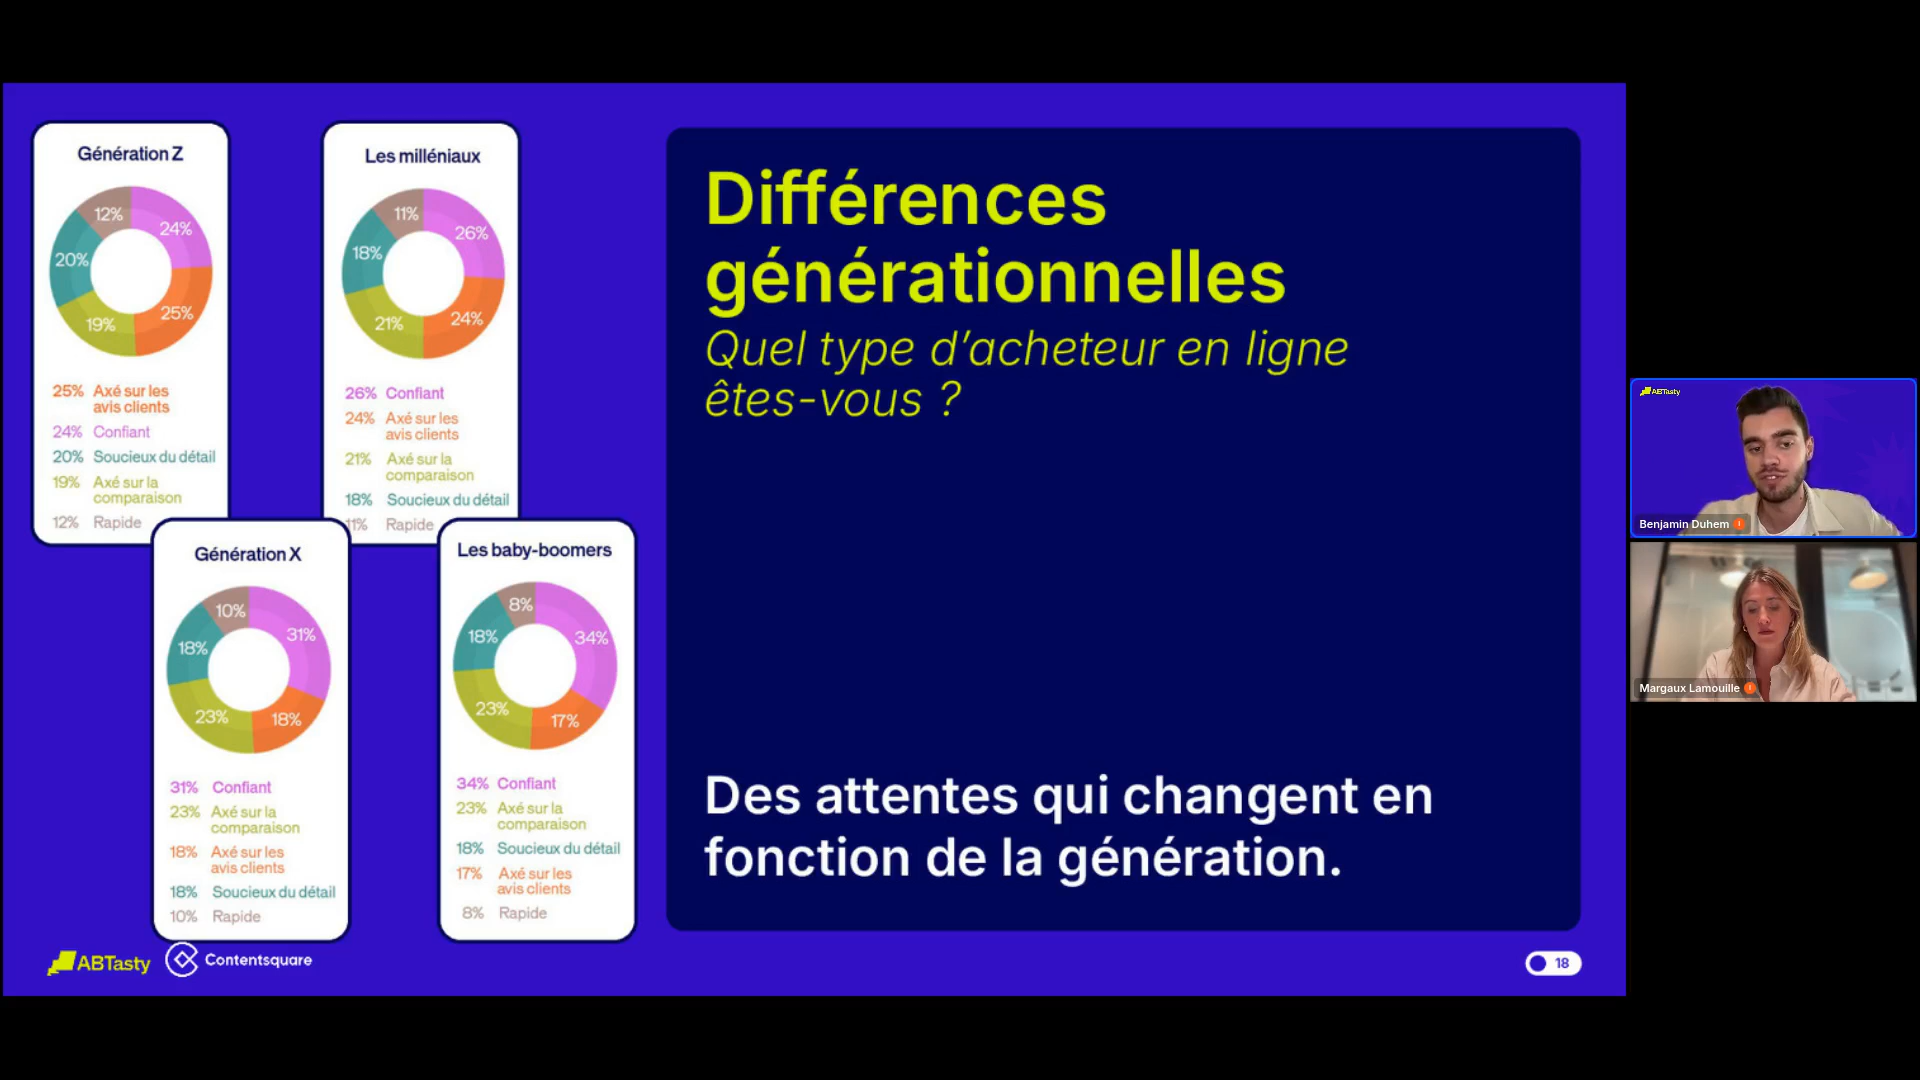 Génération Z
12%
24%
20%
19%
25%
25% Axé sur les
avis clients
24% Confiant
20% Soucieux du détail
19% Axé sur la
comparaison
12% Rapide
Les milléniaux
11%
26%
18%
21%
24%
26% Confiant
24% Axé sur les
avis clients
21% Axé sur la
comparaison
18% Soucieux du détail
11% Rapide
Génération X
10%
31%
18%
23%
18%
31% Confiant
23% Axé sur la
comparaison
18% Axé sur les
avis clients
18% Soucieux du détail
10% Rapide
Les baby-boomers
8%
34%
18%
23%
17%
34% Confiant
23% Axé sur la
comparaison
18% Soucieux du détail
17% Axé sur les
avis clients
8% Rapide
Différences
générationnelles
Quel type d’acheteur en ligne
êtes-vous ?
Des attentes qui changent en
fonction de la génération.
ABTasty
Contentsquare
18
ABTasty
Benjamin Duhem
Margaux Lamouille